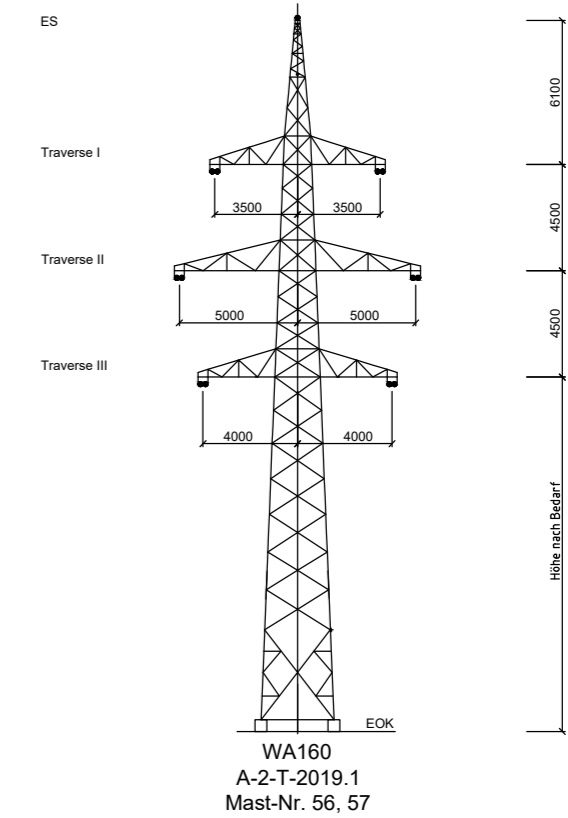 ES
6100
Traverse I
3500 3500
4500
Traverse II
5000 5000
4500
Traverse III
4000 4000
Höhe nach Bedarf
EOK
WA160
A-2-T-2019.1
Mast-Nr. 56, 57